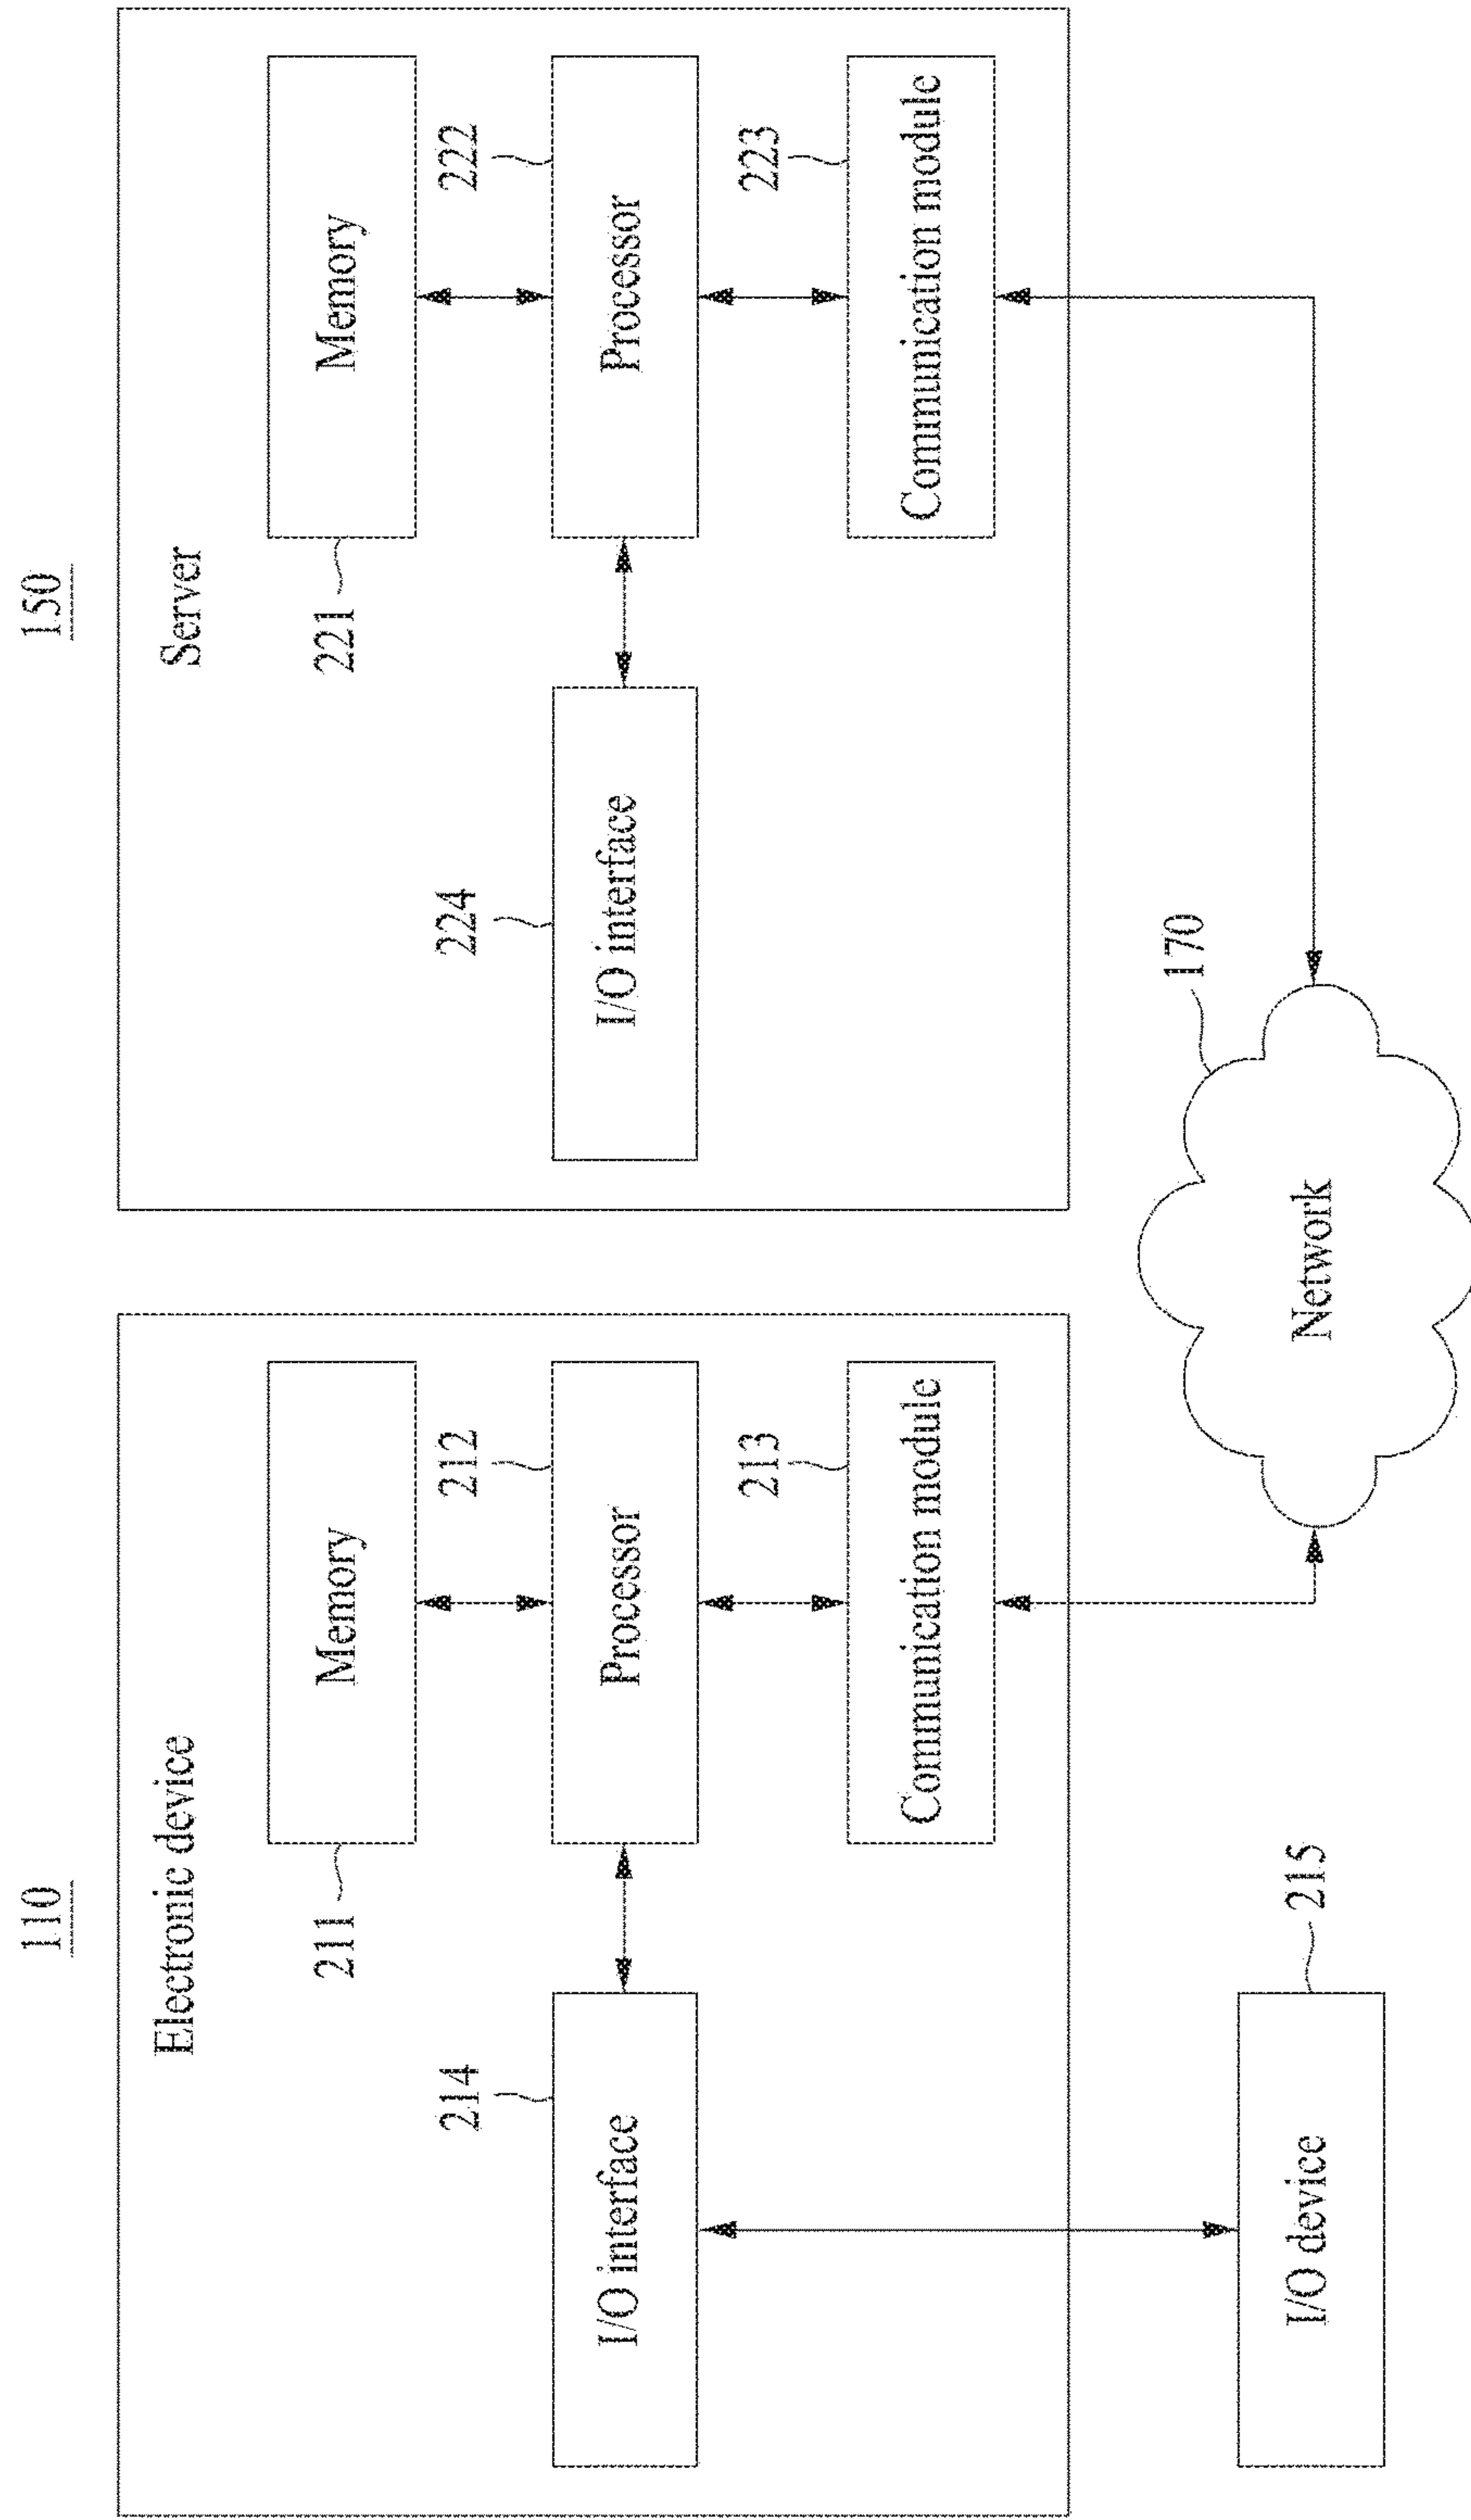 110
Electronic device
211
Memory
212
Processor
214
I/O interface
213
Communication module
215
I/O device
150
Server
221
Memory
222
Processor
224
I/O interface
223
Communication module
170
Network